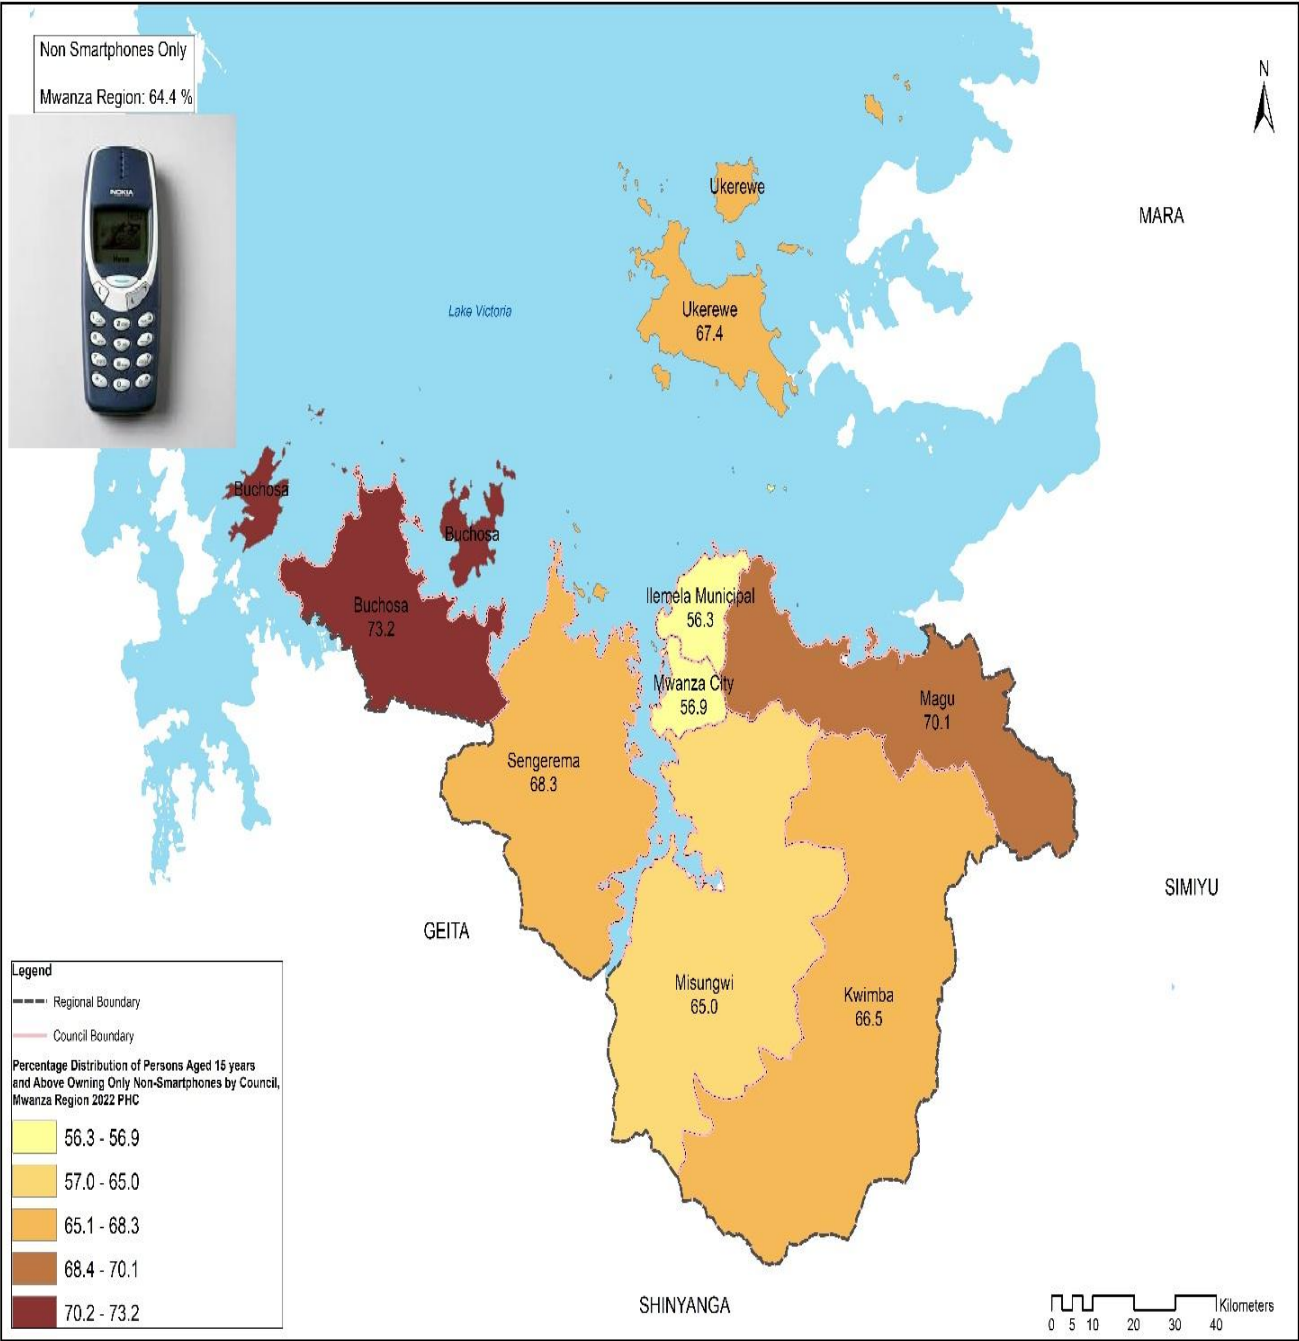 Non Smartphones Only
Mwanza Region: 64.4 %
NOKIA
N
MARA
Ukerewe
Ukerewe
67.4
Lake Victoria
Buchosa
Buchosa
Buchosa
73.2
Ilemela Municipal
56.3
Mwanza City
56.9
Magu
70.1
Sengerema
68.3
SIMIYU
GEITA
Misungwi
65.0
Kwimba
66.5
SHINYANGA
Legend
Regional Boundary
Council Boundary
Percentage Distribution of Persons Aged 15 years
and Above Owning Only Non-Smartphones by Council,
Mwanza Region 2022 PHC
56.3 - 56.9
57.0 - 65.0
65.1 - 68.3
68.4 - 70.1
70.2 - 73.2
Kilometers
0 5 10 20 30 40